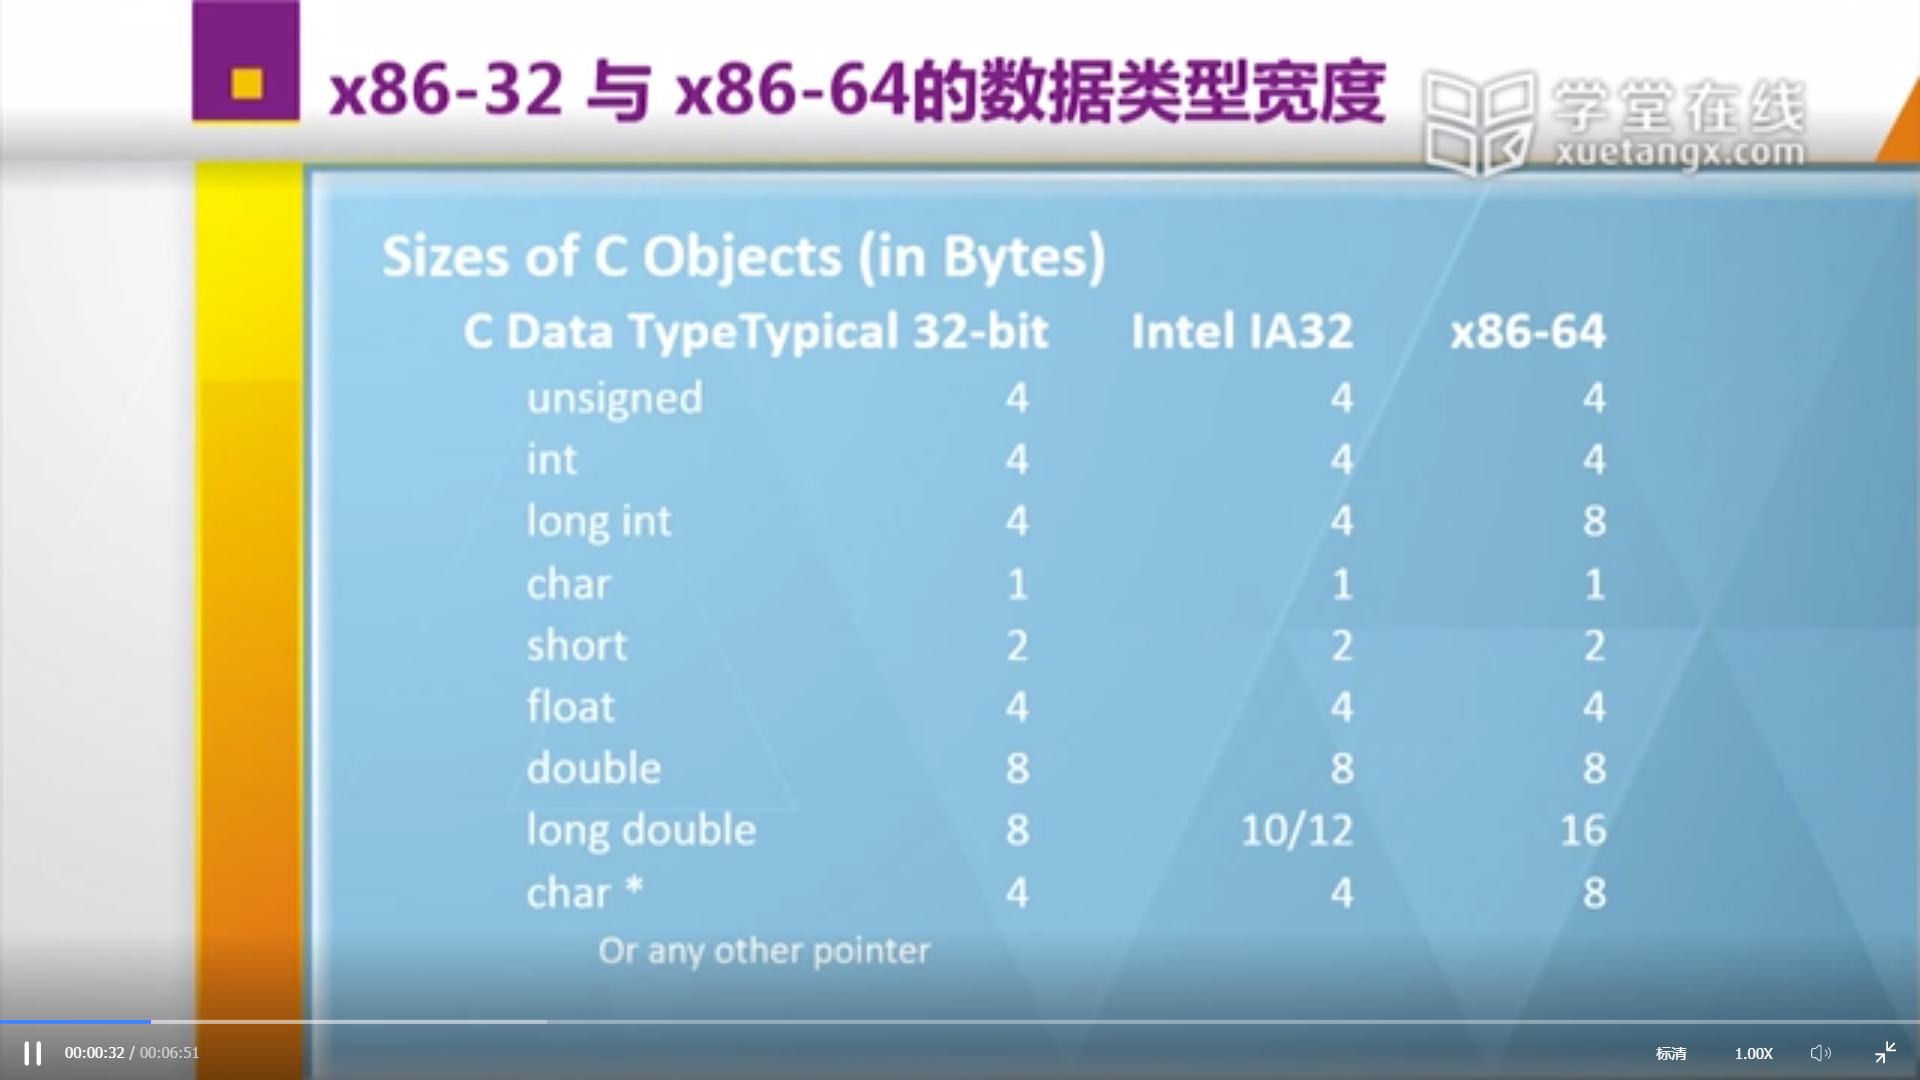 x86-32 与 x86-64的数据类型宽度
学堂在线
xuetangx.com
Sizes of C Objects (in Bytes)
C Data TypeTypical 32-bit Intel IA32 x86-64
unsigned 4 4 4
int 4 4 4
long int 4 4 8
char 1 1 1
short 2 2 2
float 4 4 4
double 8 8 8
long double 8 10/12 16
char * 4 4 8
Or any other pointer
00:00:32 / 00:06:51 标清 1.00X